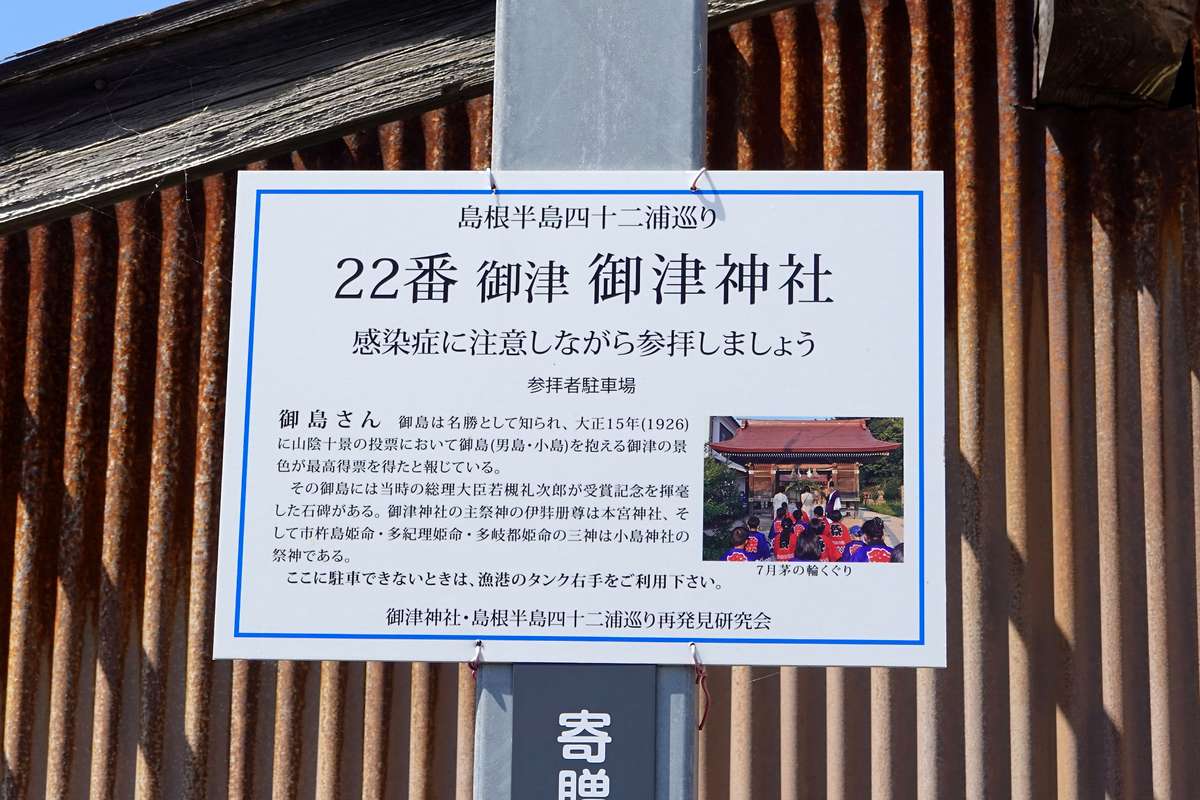 島根半島四十二浦巡り
22番 御津 御津神社
感染症に注意しながら参拝しましょう
参拝者駐車場
御島さん 御島は名勝として知られ、大正15年(1926)
に山陰十景の投票において御島(男島・小島)を抱える御津の景
色が最高得票を得たと報じている。
その御島には当時の総理大臣若槻礼次郎が受賞記念を揮毫
した石碑がある。御津神社の主祭神の伊弉册尊は本宮神社、そ
して市杵島姫命・多紀理姫命・多岐都姫命の三神は小島神社の
祭神である。
ここに駐車できないときは、漁港のタンク右手をご利用下さい。
7月茅の輪くぐり
御津神社・島根半島四十二浦巡り再発見研究会
寄贈